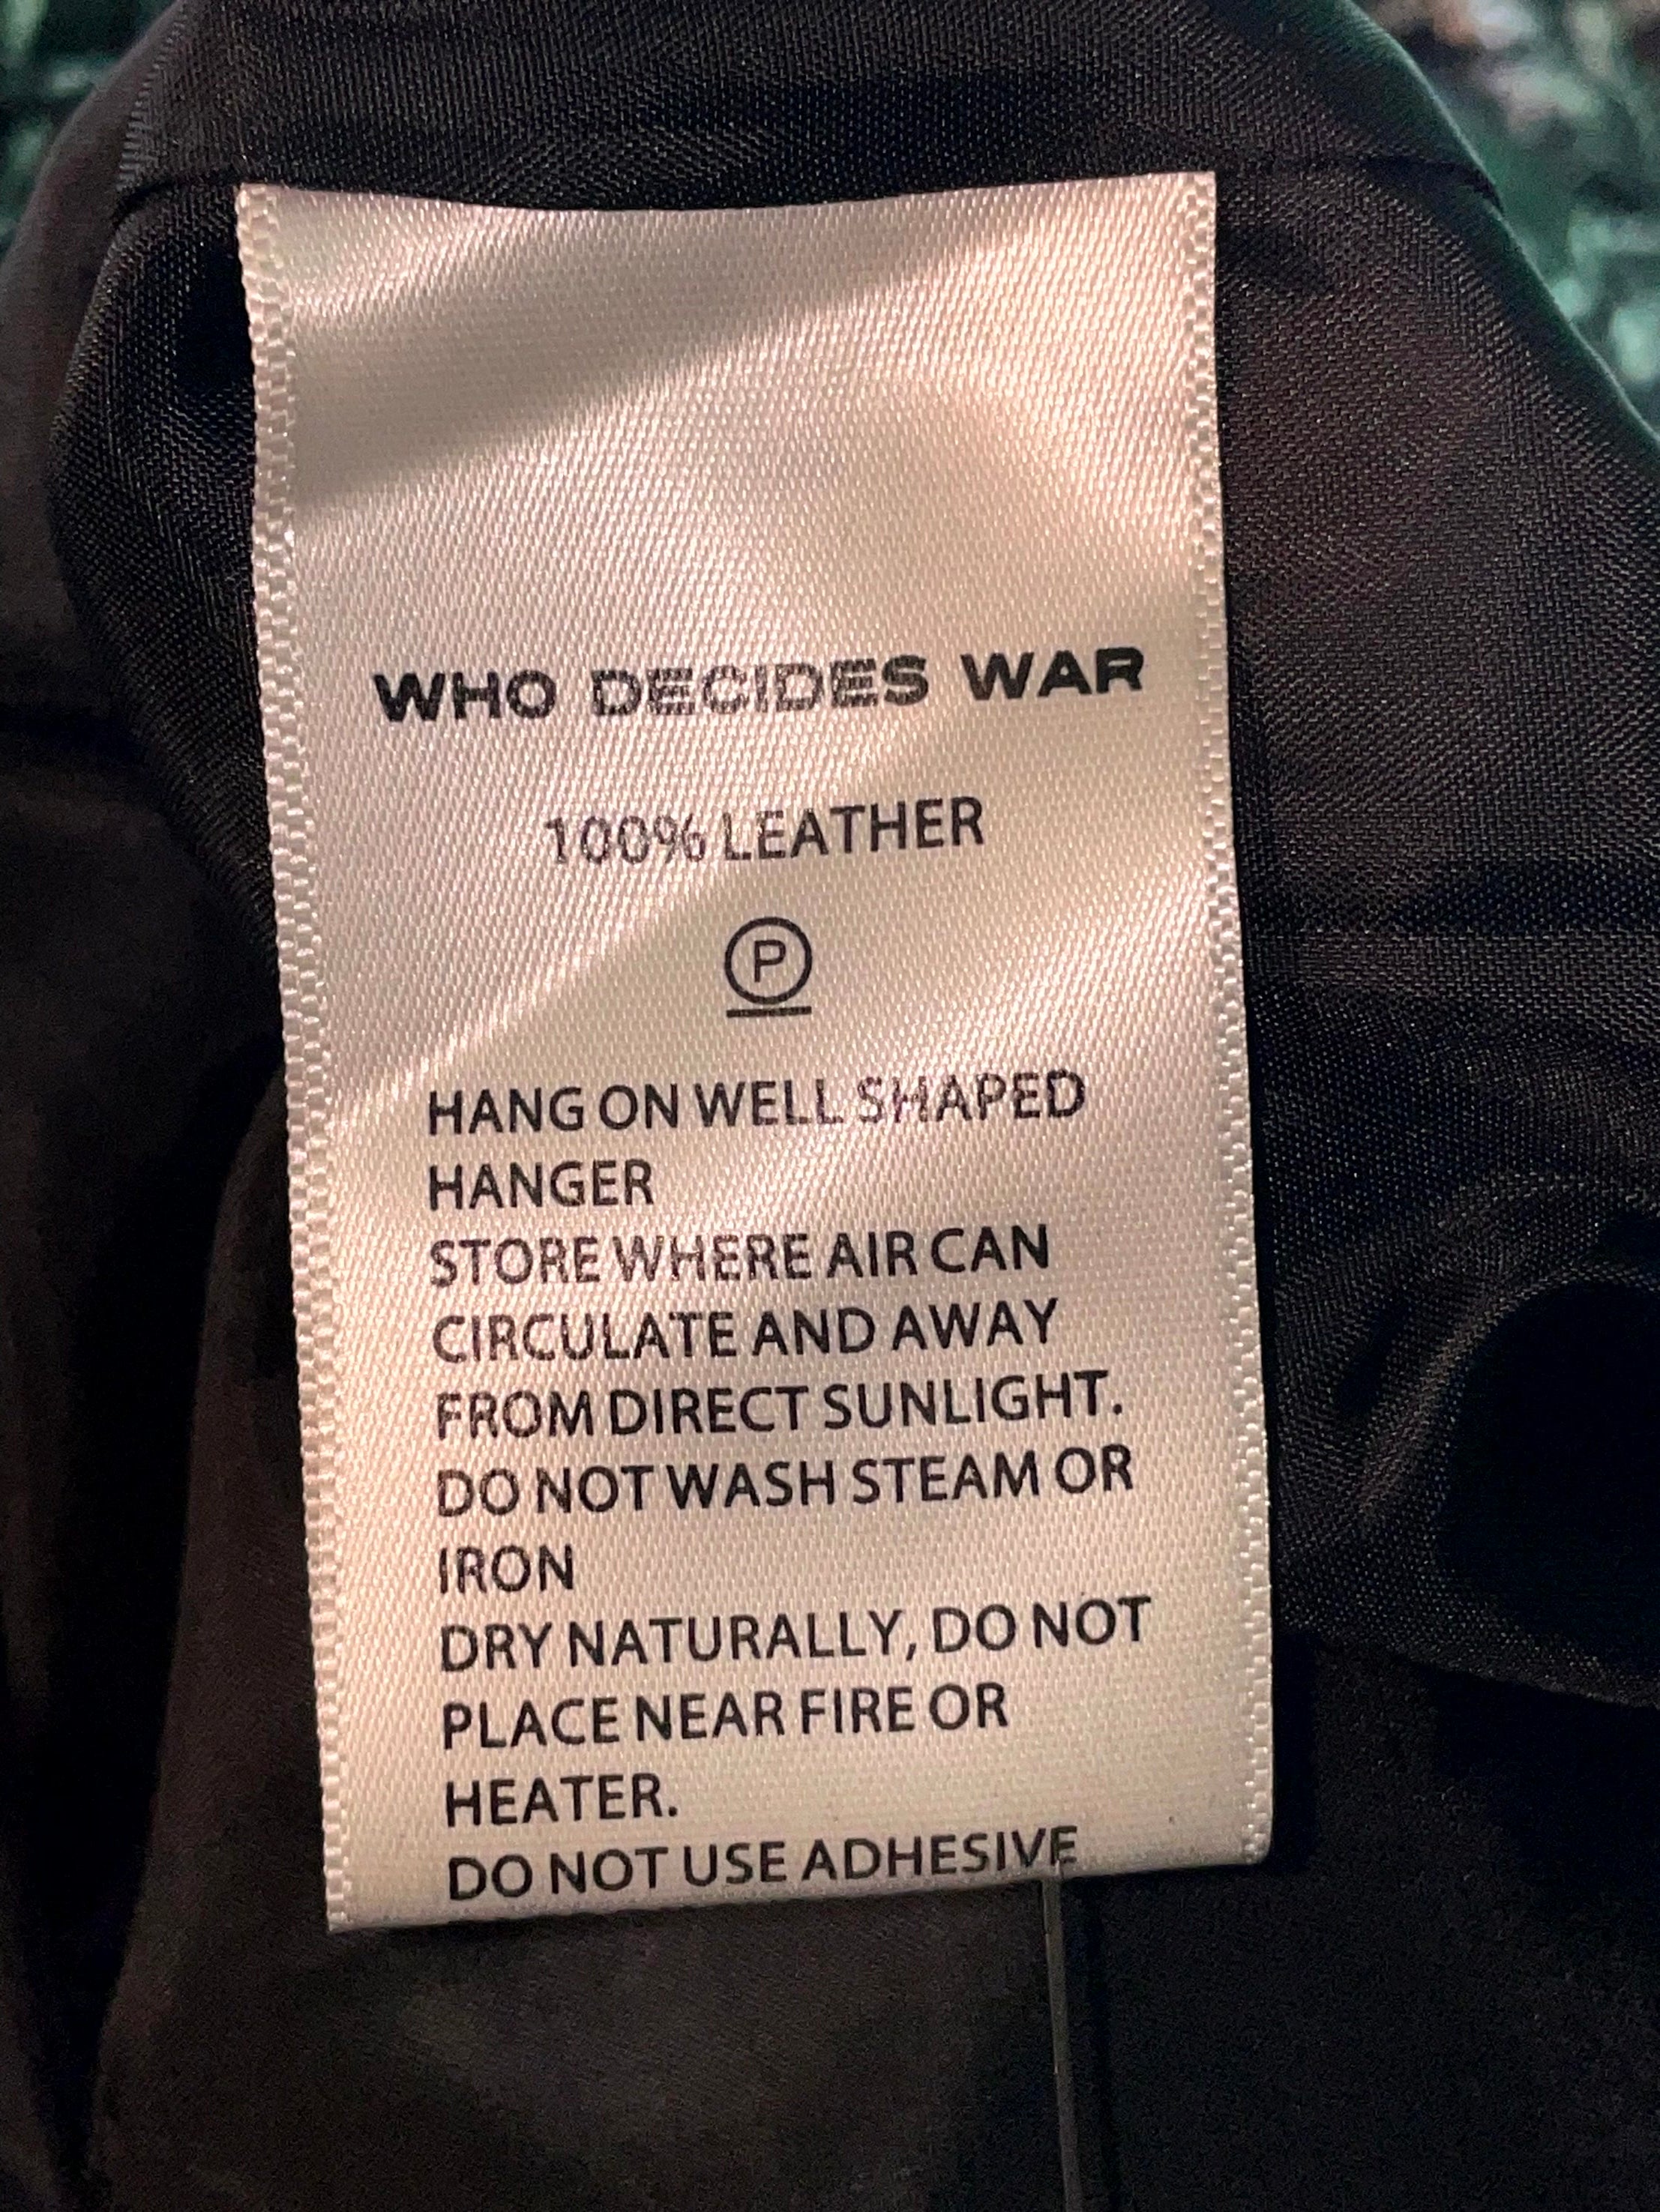 WHO DECIDES WAR
100% LEATHER
P
HANG ON WELL SHAPED
HANGER
STORE WHERE AIR CAN
CIRCULATE AND AWAY
FROM DIRECT SUNLIGHT.
DO NOT WASH STEAM OR
IRON
DRY NATURALLY, DO NOT
PLACE NEAR FIRE OR
HEATER.
DO NOT USE ADHESIVE